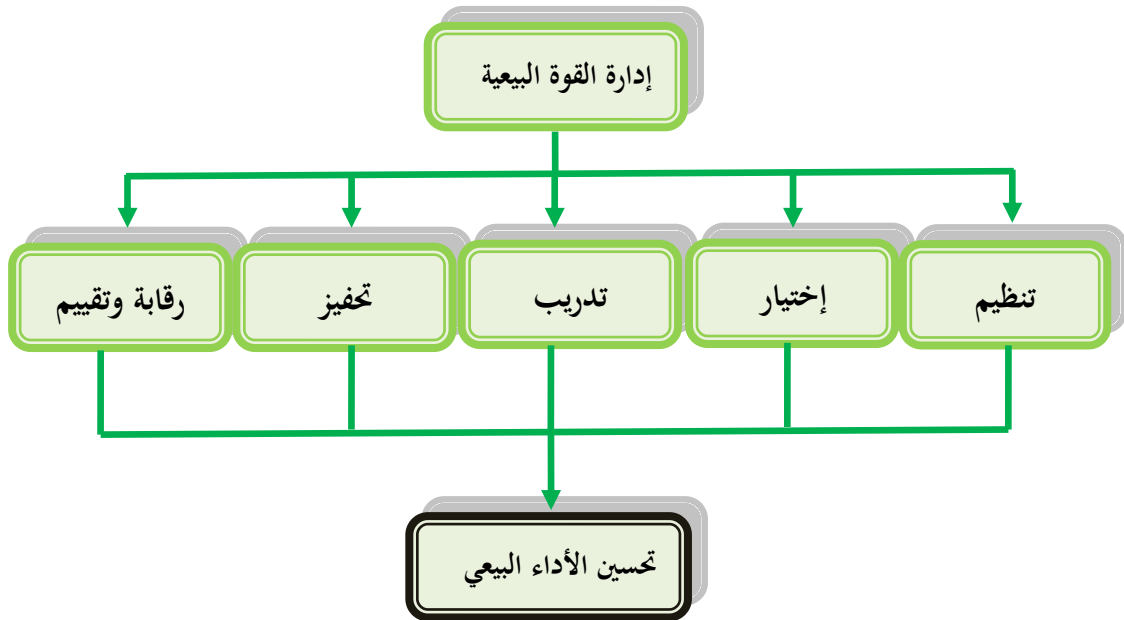 إدارة القوة البيعية
تنظيم
إختيار
تدريب
تحفيز
رقابة وتقييم
تحسين الأداء البيعي